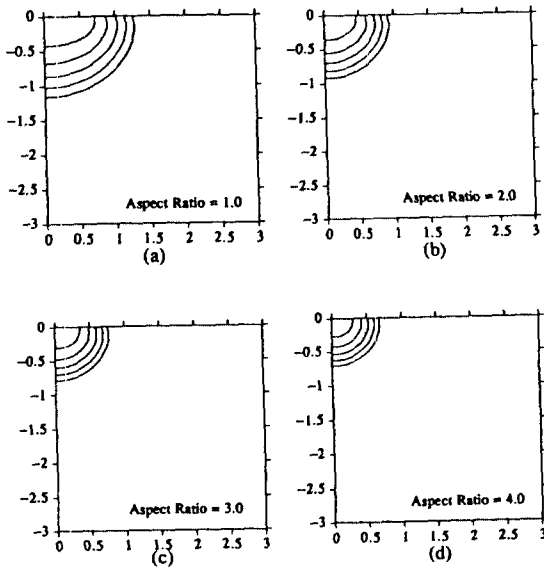 0
-0.5
-1
-1.5
-2
-2.5
-3
Aspect Ratio = 1.0
0 0.5 1 1.5 2 2.5 3
(a)
0
-0.5
-1
-1.5
-2
-2.5
-3
Aspect Ratio = 2.0
0 0.5 1 1.5 2 2.5 3
(b)
0
-0.5
-1
-1.5
-2
-2.5
-3
Aspect Ratio = 3.0
0 0.5 1 1.5 2 2.5 3
(c)
0
-0.5
-1
-1.5
-2
-2.5
-3
Aspect Ratio = 4.0
0 0.5 1 1.5 2 2.5 3
(d)